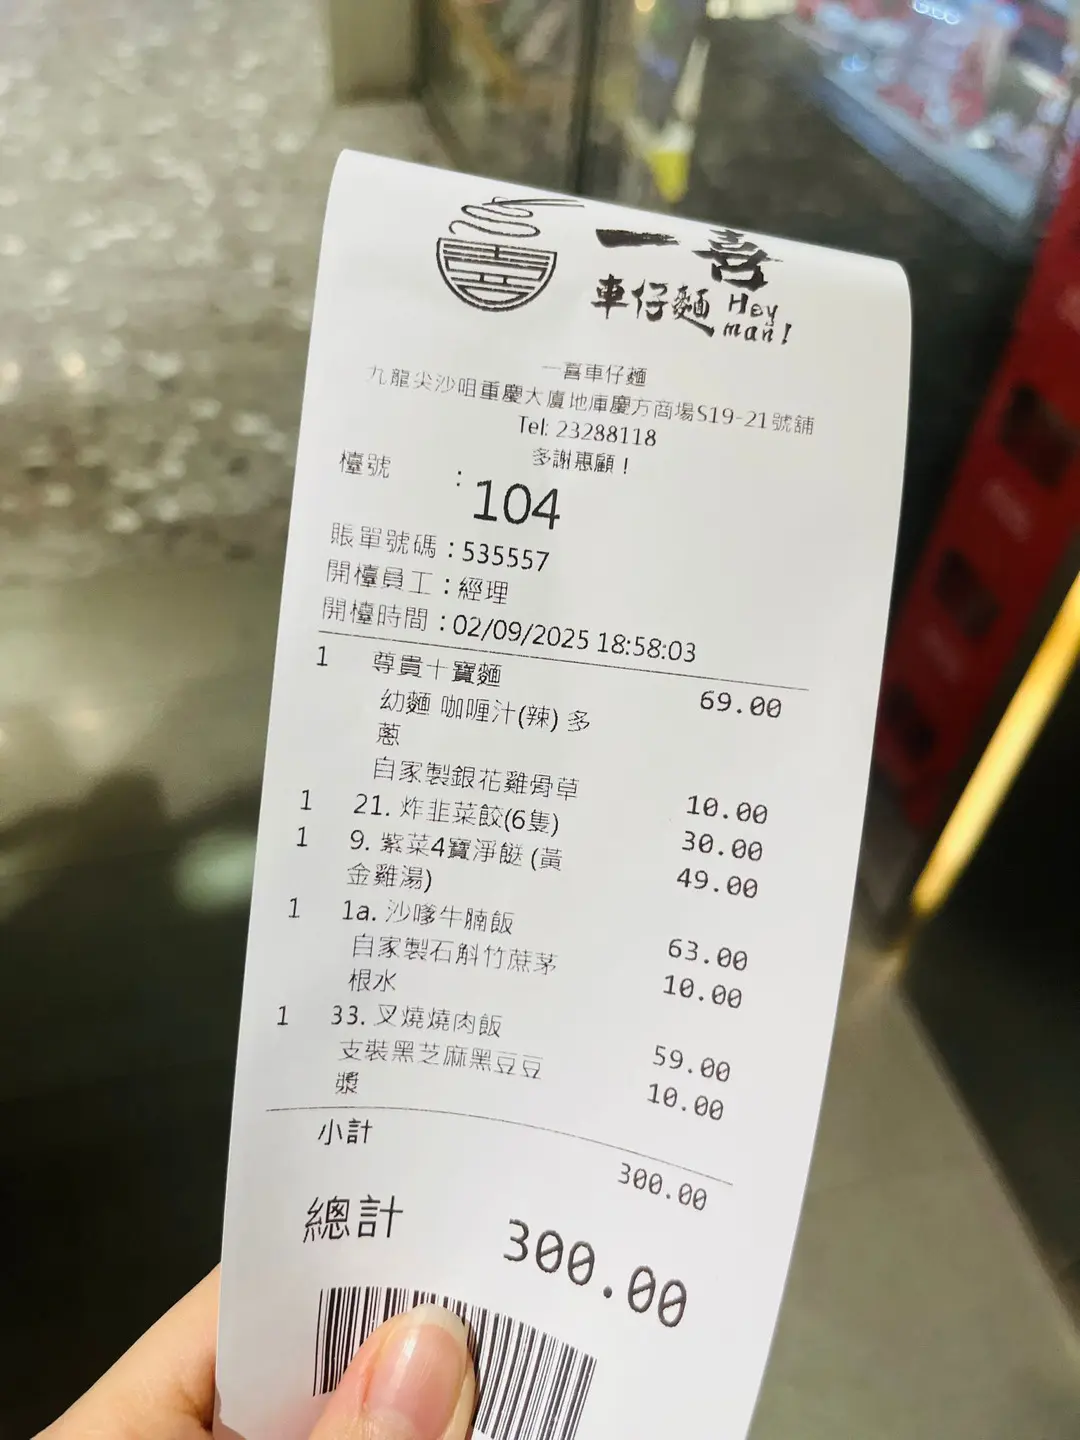 一喜
車仔麵 Hey man!
一喜車仔麵
九龍尖沙咀重慶大廈地庫慶方商場S19-21號舖
Tel: 23288118
多謝惠顧！
檯號 : 104
賬單號碼：535557
開檯員工：經理
開檯時間：02/09/2025 18:58:03
1 尊貴十寶麵 69.00
幼麵 咖喱汁(辣) 多
蔥
自家製銀花雞骨草 10.00
1 21. 炸韭菜餃(6隻) 30.00
1 9. 紫菜4寶淨餸 (黃 49.00
金雞湯)
1 1a. 沙嗲牛腩飯 63.00
自家製石斛竹蔗茅 10.00
根水
1 33. 叉燒燒肉飯 59.00
支裝黑芝麻黑豆豆 10.00
漿
小計 300.00
總計 300.00